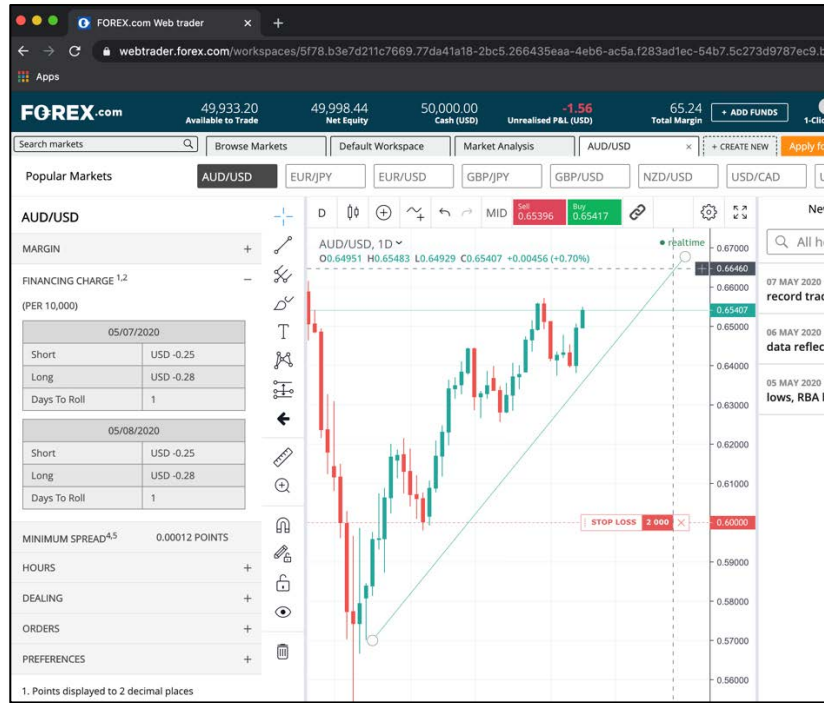 FOREX.com Web trader
webtrader.forex.com/workspaces/5f78.b3e7d211c7669.77da41a18-2bc5.266435eaa-4eb6-ac5a.f283ad1ec-54b7.5c273d9787ec9.b
Apps
FOREX.com
49,933.20 49,998.44 50,000.00 -1.56 65.24 + ADD FUNDS
Available to Trade Net Equity Cash (USD) Unrealised P&L (USD) Total Margin 1-Clic
Search markets Browse Markets Default Workspace Market Analysis AUD/USD × + CREATE NEW Apply fo
Popular Markets AUD/USD EUR/JPY EUR/USD GBP/JPY GBP/USD NZD/USD USD/CAD U
AUD/USD
MARGIN +
FINANCING CHARGE 1,2 −
(PER 10,000)
05/07/2020
Short USD -0.25
Long USD -0.28
Days To Roll 1
05/08/2020
Short USD -0.25
Long USD -0.28
Days To Roll 1
MINIMUM SPREAD4,5 0.00012 POINTS
HOURS +
DEALING +
ORDERS +
PREFERENCES +
1. Points displayed to 2 decimal places
D MID Sell 0.65396 Buy 0.65417
AUD/USD, 1D realtime
O0.64951 H0.65483 L0.64929 C0.65407 +0.00456 (+0.70%)
STOP LOSS 2 000 ×
0.67000
0.66460
0.66000
0.65407
0.65000
0.64000
0.63000
0.62000
0.61000
0.60000
0.59000
0.58000
0.57000
0.56000
Ne
All he
07 MAY 2020
record trad
06 MAY 2020
data reflec
05 MAY 2020
lows, RBA